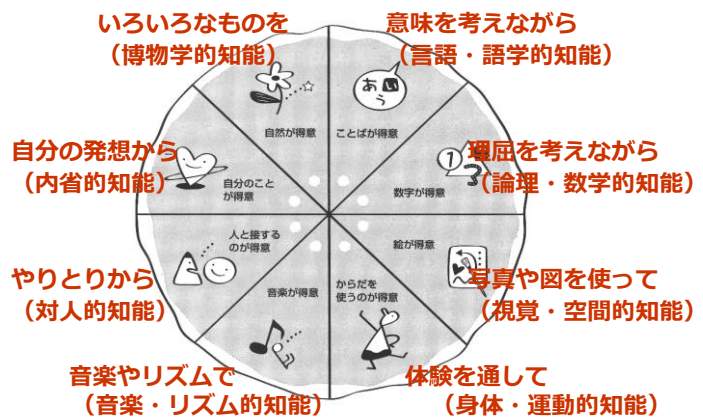 いろいろなものを
（博物学的知能）
意味を考えながら
（言語・語学的知能）
あ
い
う
自然が得意
ことばが得意
自分の発想から
（内省的知能）
自分のこと
が得意
理屈を考えながら
（論理・数学的知能）
1
3
数字が得意
人と接する
のが得意
絵が得意
やりとりから
（対人的知能）
写真や図を使って
（視覚・空間的知能）
音楽が得意
からだを
使うのが得意
音楽やリズムで
（音楽・リズム的知能）
体験を通して
（身体・運動的知能）